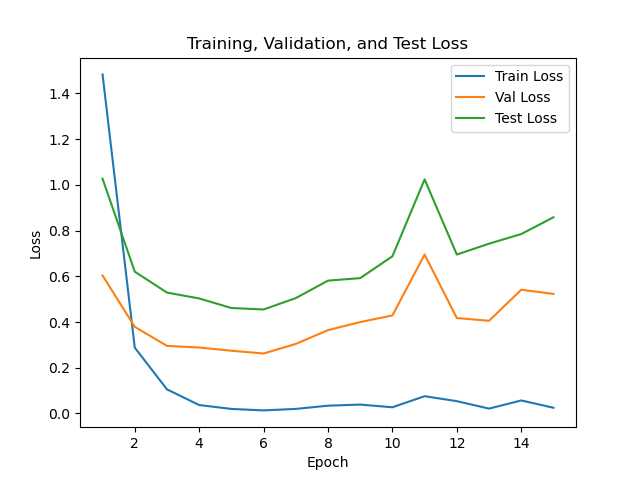 Training, Validation, and Test Loss
Train Loss
Val Loss
Test Loss
Loss
1.4
1.2
1.0
0.8
0.6
0.4
0.2
0.0
2 4 6 8 10 12 14
Epoch